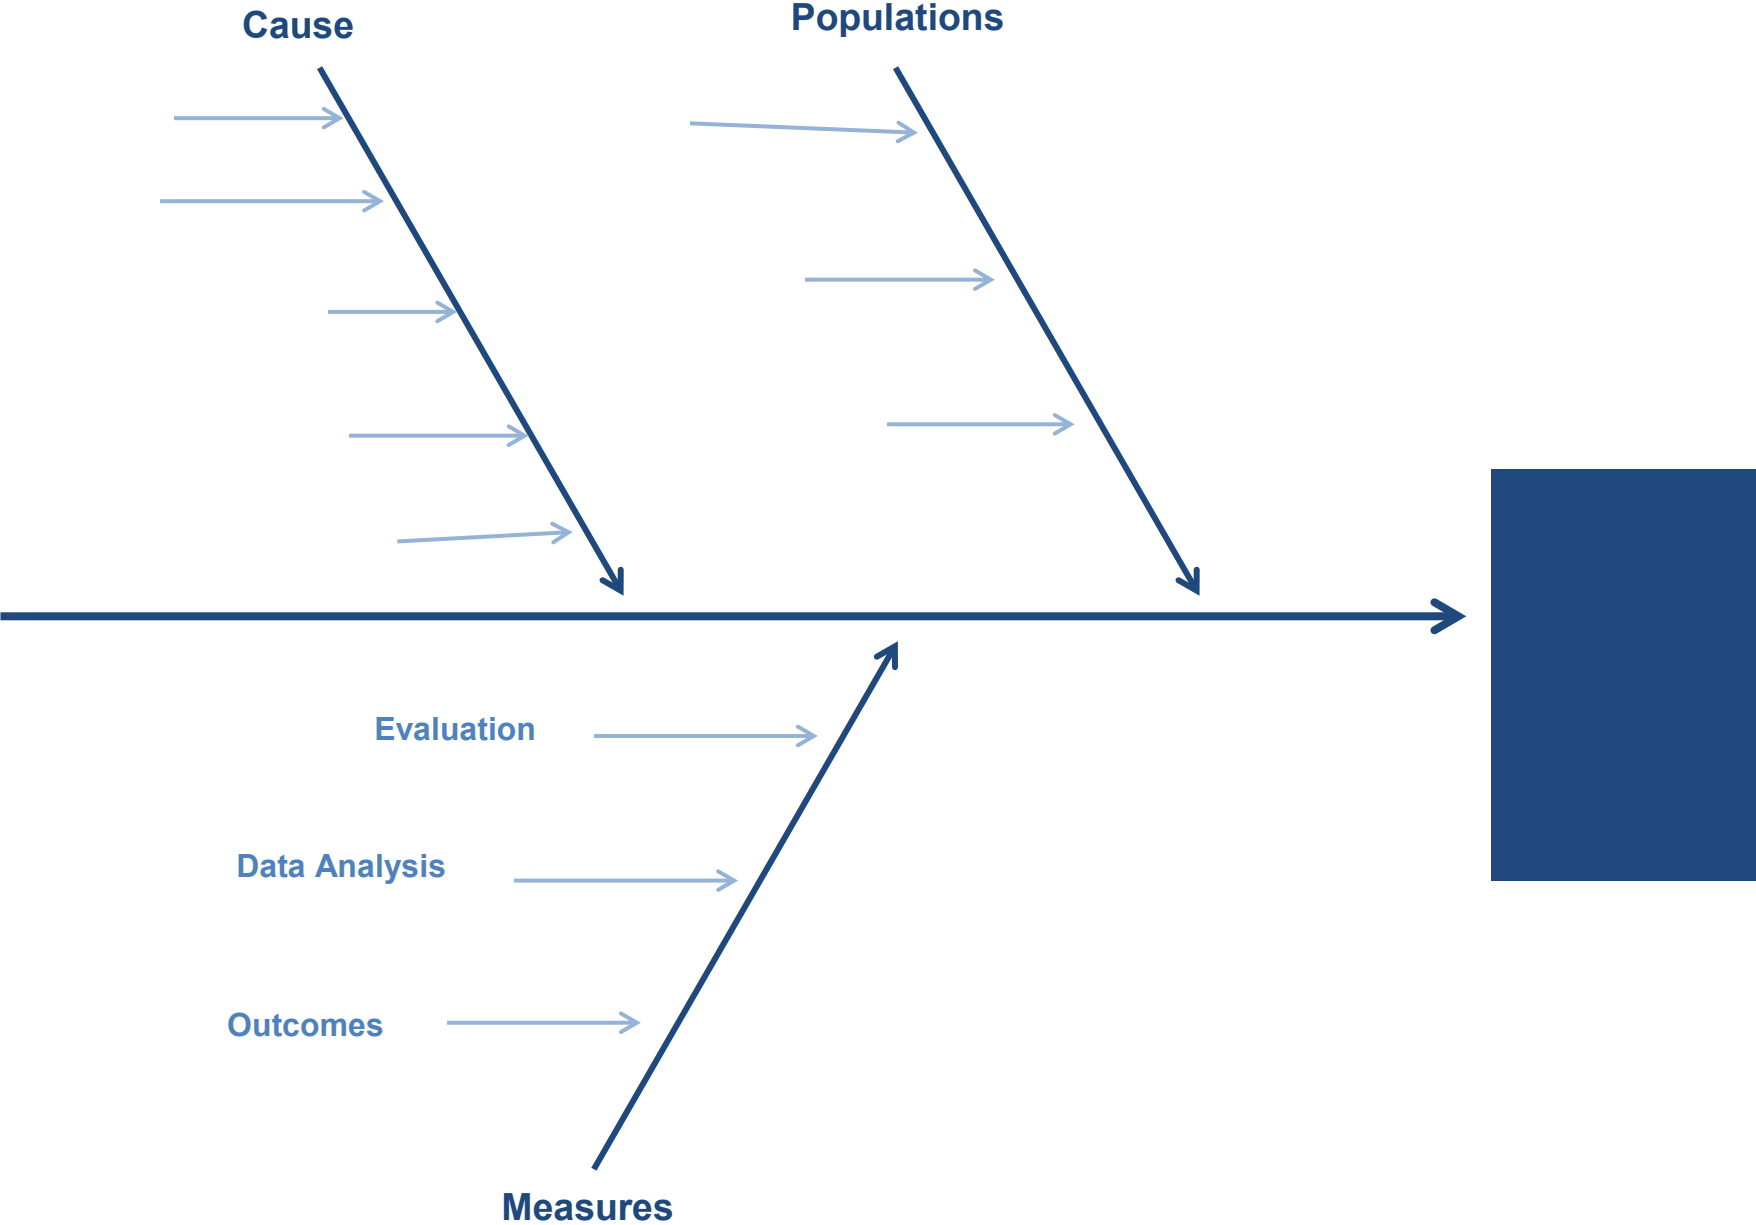 Cause
Populations
Evaluation
Data Analysis
Outcomes
Measures